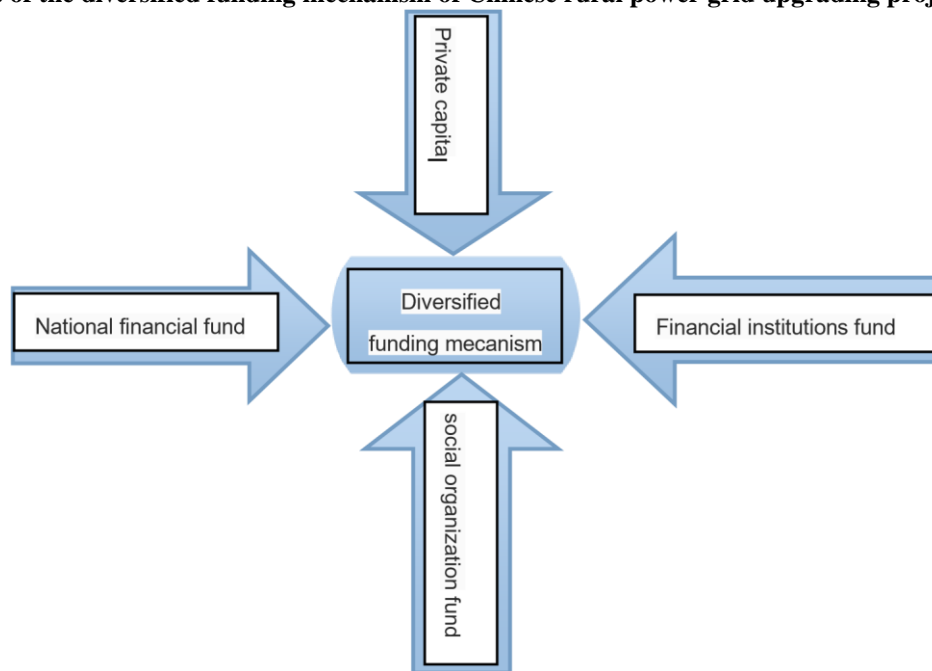 of the diversified funding mechanism of Chinese rural power grid upgrading
Private capital
National financial fund
Diversified
funding mecanism
Financial institutions fund
social organization fund